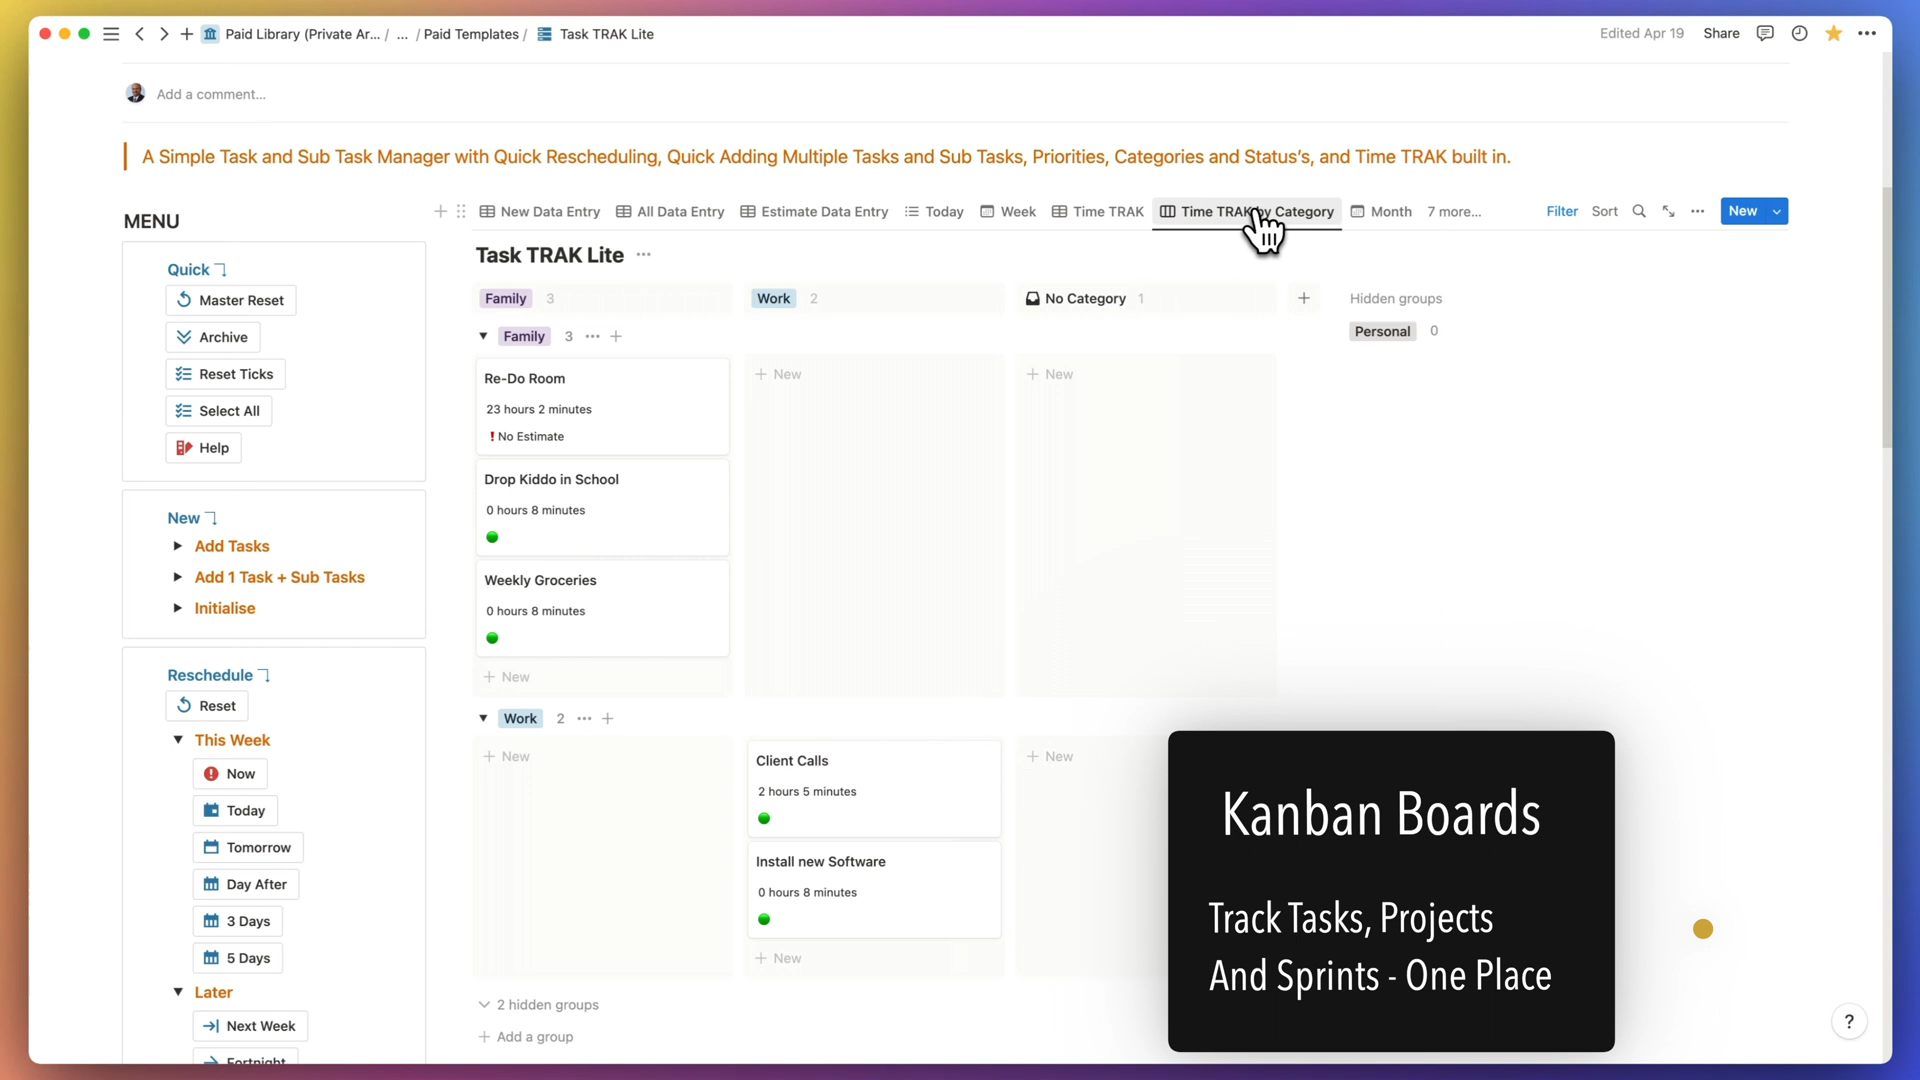 Paid Library (Private Ar... / ... / Paid Templates / Task TRAK Lite
Edited Apr 19 Share
Add a comment...
A Simple Task and Sub Task Manager with Quick Rescheduling, Quick Adding Multiple Tasks and Sub Tasks, Priorities, Categories and Status's, and Time TRAK built in.
MENU
Quick
Master Reset
Archive
Reset Ticks
Select All
Help
New
Add Tasks
Add 1 Task + Sub Tasks
Initialise
Reschedule
Reset
This Week
Now
Today
Tomorrow
Day After
3 Days
5 Days
Later
Next Week
Fortnight
New Data Entry All Data Entry Estimate Data Entry Today Week Time TRAK Time TRAK by Category Month 7 more...
Filter Sort New
Task TRAK Lite
Family 3 Work 2 No Category 1 Hidden groups
Personal 0
Family 3
Re-Do Room
23 hours 2 minutes
No Estimate
Drop Kiddo in School
0 hours 8 minutes
Weekly Groceries
0 hours 8 minutes
New
New
New
Work 2
New
Client Calls
2 hours 5 minutes
Install new Software
0 hours 8 minutes
New
New
2 hidden groups
Add a group
Kanban Boards
Track Tasks, Projects
And Sprints - One Place
?